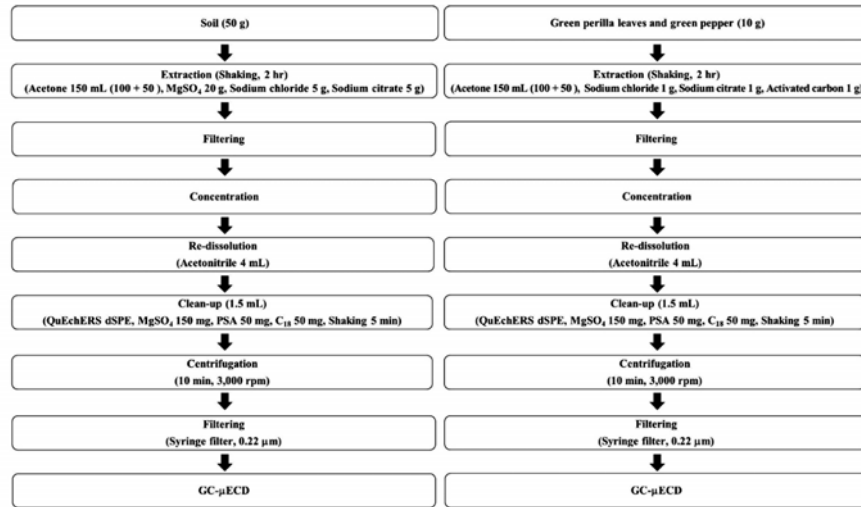 Soil (50 g)
Extraction (Shaking, 2 hr)
(Acetone 150 mL (100 + 50 ), MgSO₄ 20 g, Sodium chloride 5 g, Sodium citrate 5 g)
Filtering
Concentration
Re-dissolution
(Acetonitrile 4 mL)
Clean-up (1.5 mL)
(QuEchERS dSPE, MgSO₄ 150 mg, PSA 50 mg, C₁₈ 50 mg, Shaking 5 min)
Centrifugation
(10 min, 3,000 rpm)
Filtering
(Syringe filter, 0.22 μm)
GC-μECD
Green perilla leaves and green pepper (10 g)
Extraction (Shaking, 2 hr)
(Acetone 150 mL (100 + 50 ), Sodium chloride 1 g, Sodium citrate 1 g, Activated carbon 1 g)
Filtering
Concentration
Re-dissolution
(Acetonitrile 4 mL)
Clean-up (1.5 mL)
(QuEchERS dSPE, MgSO₄ 150 mg, PSA 50 mg, C₁₈ 50 mg, Shaking 5 min)
Centrifugation
(10 min, 3,000 rpm)
Filtering
(Syringe filter, 0.22 μm)
GC-μECD